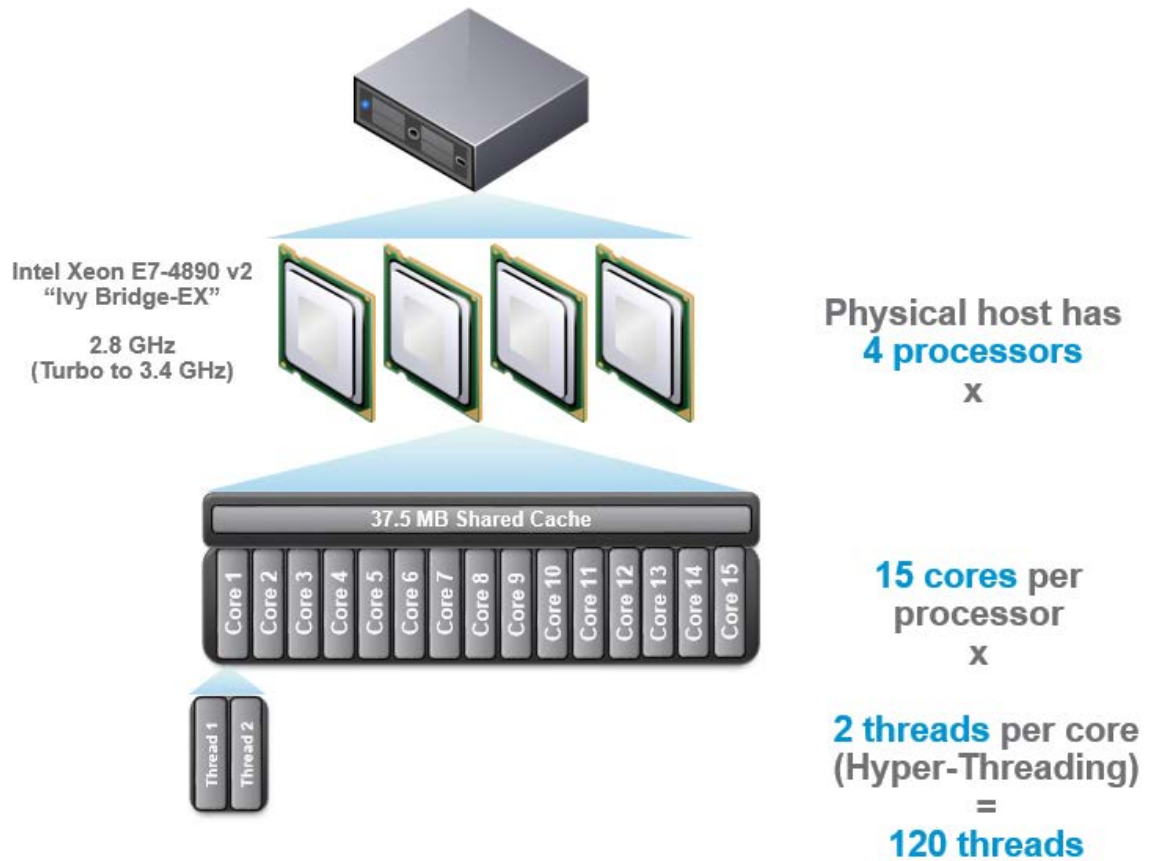 Intel Xeon E7-4890 v2
“Ivy Bridge-EX”
2.8 GHz
(Turbo to 3.4 GHz)
Physical host has
4 processors
x
37.5 MB Shared Cache
Core 1
Core 2
Core 3
Core 4
Core 5
Core 6
Core 7
Core 8
Core 9
Core 10
Core 11
Core 12
Core 13
Core 14
Core 15
15 cores per
processor
x
Thread 1
Thread 2
2 threads per core
(Hyper-Threading)
=
120 threads